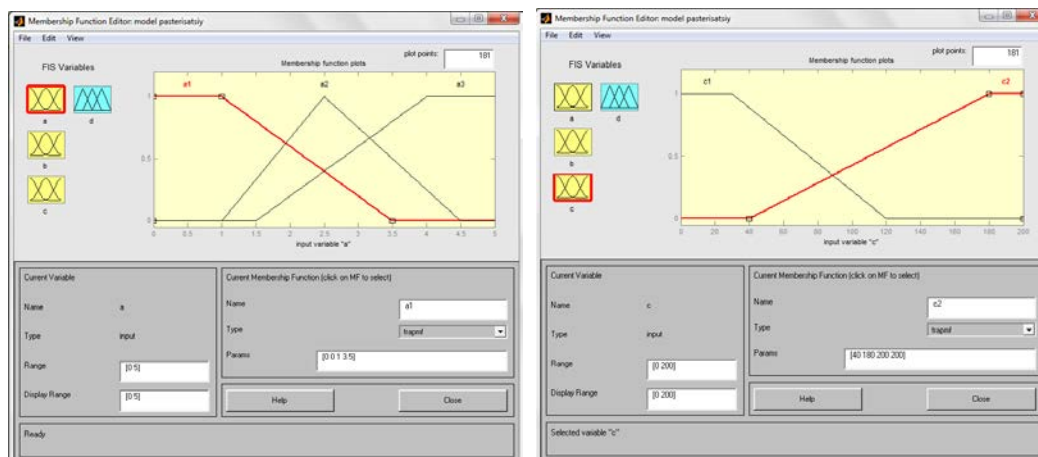 Membership Function Editor: model pasterisatsiy
File Edit View
FIS Variables
plot points:
181
Membership function plots
a
d
b
c
a1
a2
a3
1
0.5
0
0 0.5 1 1.5 2 2.5 3 3.5 4 4.5 5
input variable "a"
Current Variable
Name a
Type input
Range [0 5]
Display Range [0 5]
Current Membership Function (click on MF to select)
Name a1
Type trapmf
Params [0 0 1 3.5]
Help Close
Ready
Membership Function Editor: model pasterisatsiy
File Edit View
FIS Variables
plot points:
181
Membership function plots
a
d
b
c
c1
c2
1
0.5
0
0 20 40 60 80 100 120 140 160 180 200
input variable "c"
Current Variable
Name c
Type input
Range [0 200]
Display Range [0 200]
Current Membership Function (click on MF to select)
Name c2
Type trapmf
Params [40 180 200 200]
Help Close
Selected variable "c"